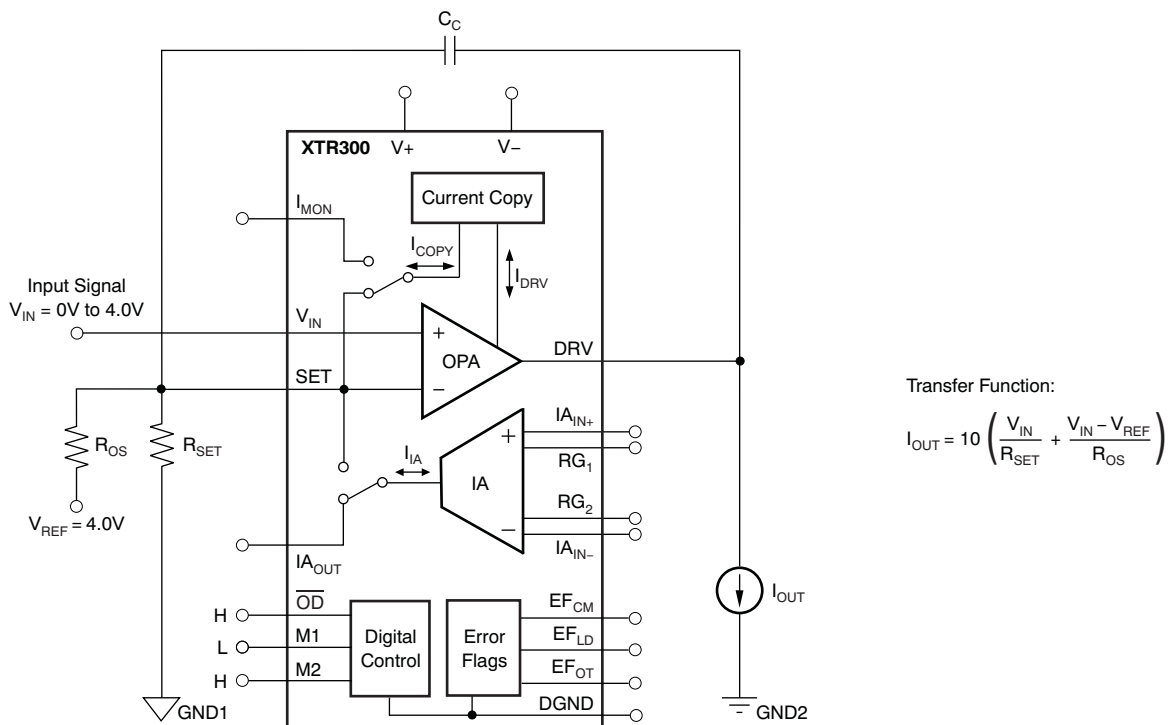 C_C
XTR300
V+
V−
Current Copy
I_MON
I_COPY
I_DRV
Input Signal
V_IN = 0V to 4.0V
V_IN
+
OPA
−
DRV
SET
R_OS
R_SET
V_REF = 4.0V
I_IA
+
IA
−
IA_IN+
RG_1
RG_2
IA_IN−
IA_OUT
Transfer Function:
I_OUT = 10 ( V_IN / R_SET + V_IN − V_REF / R_OS )
H
OD
L
M1
H
M2
Digital
Control
Error
Flags
EF_CM
EF_LD
EF_OT
DGND
I_OUT
GND1
GND2